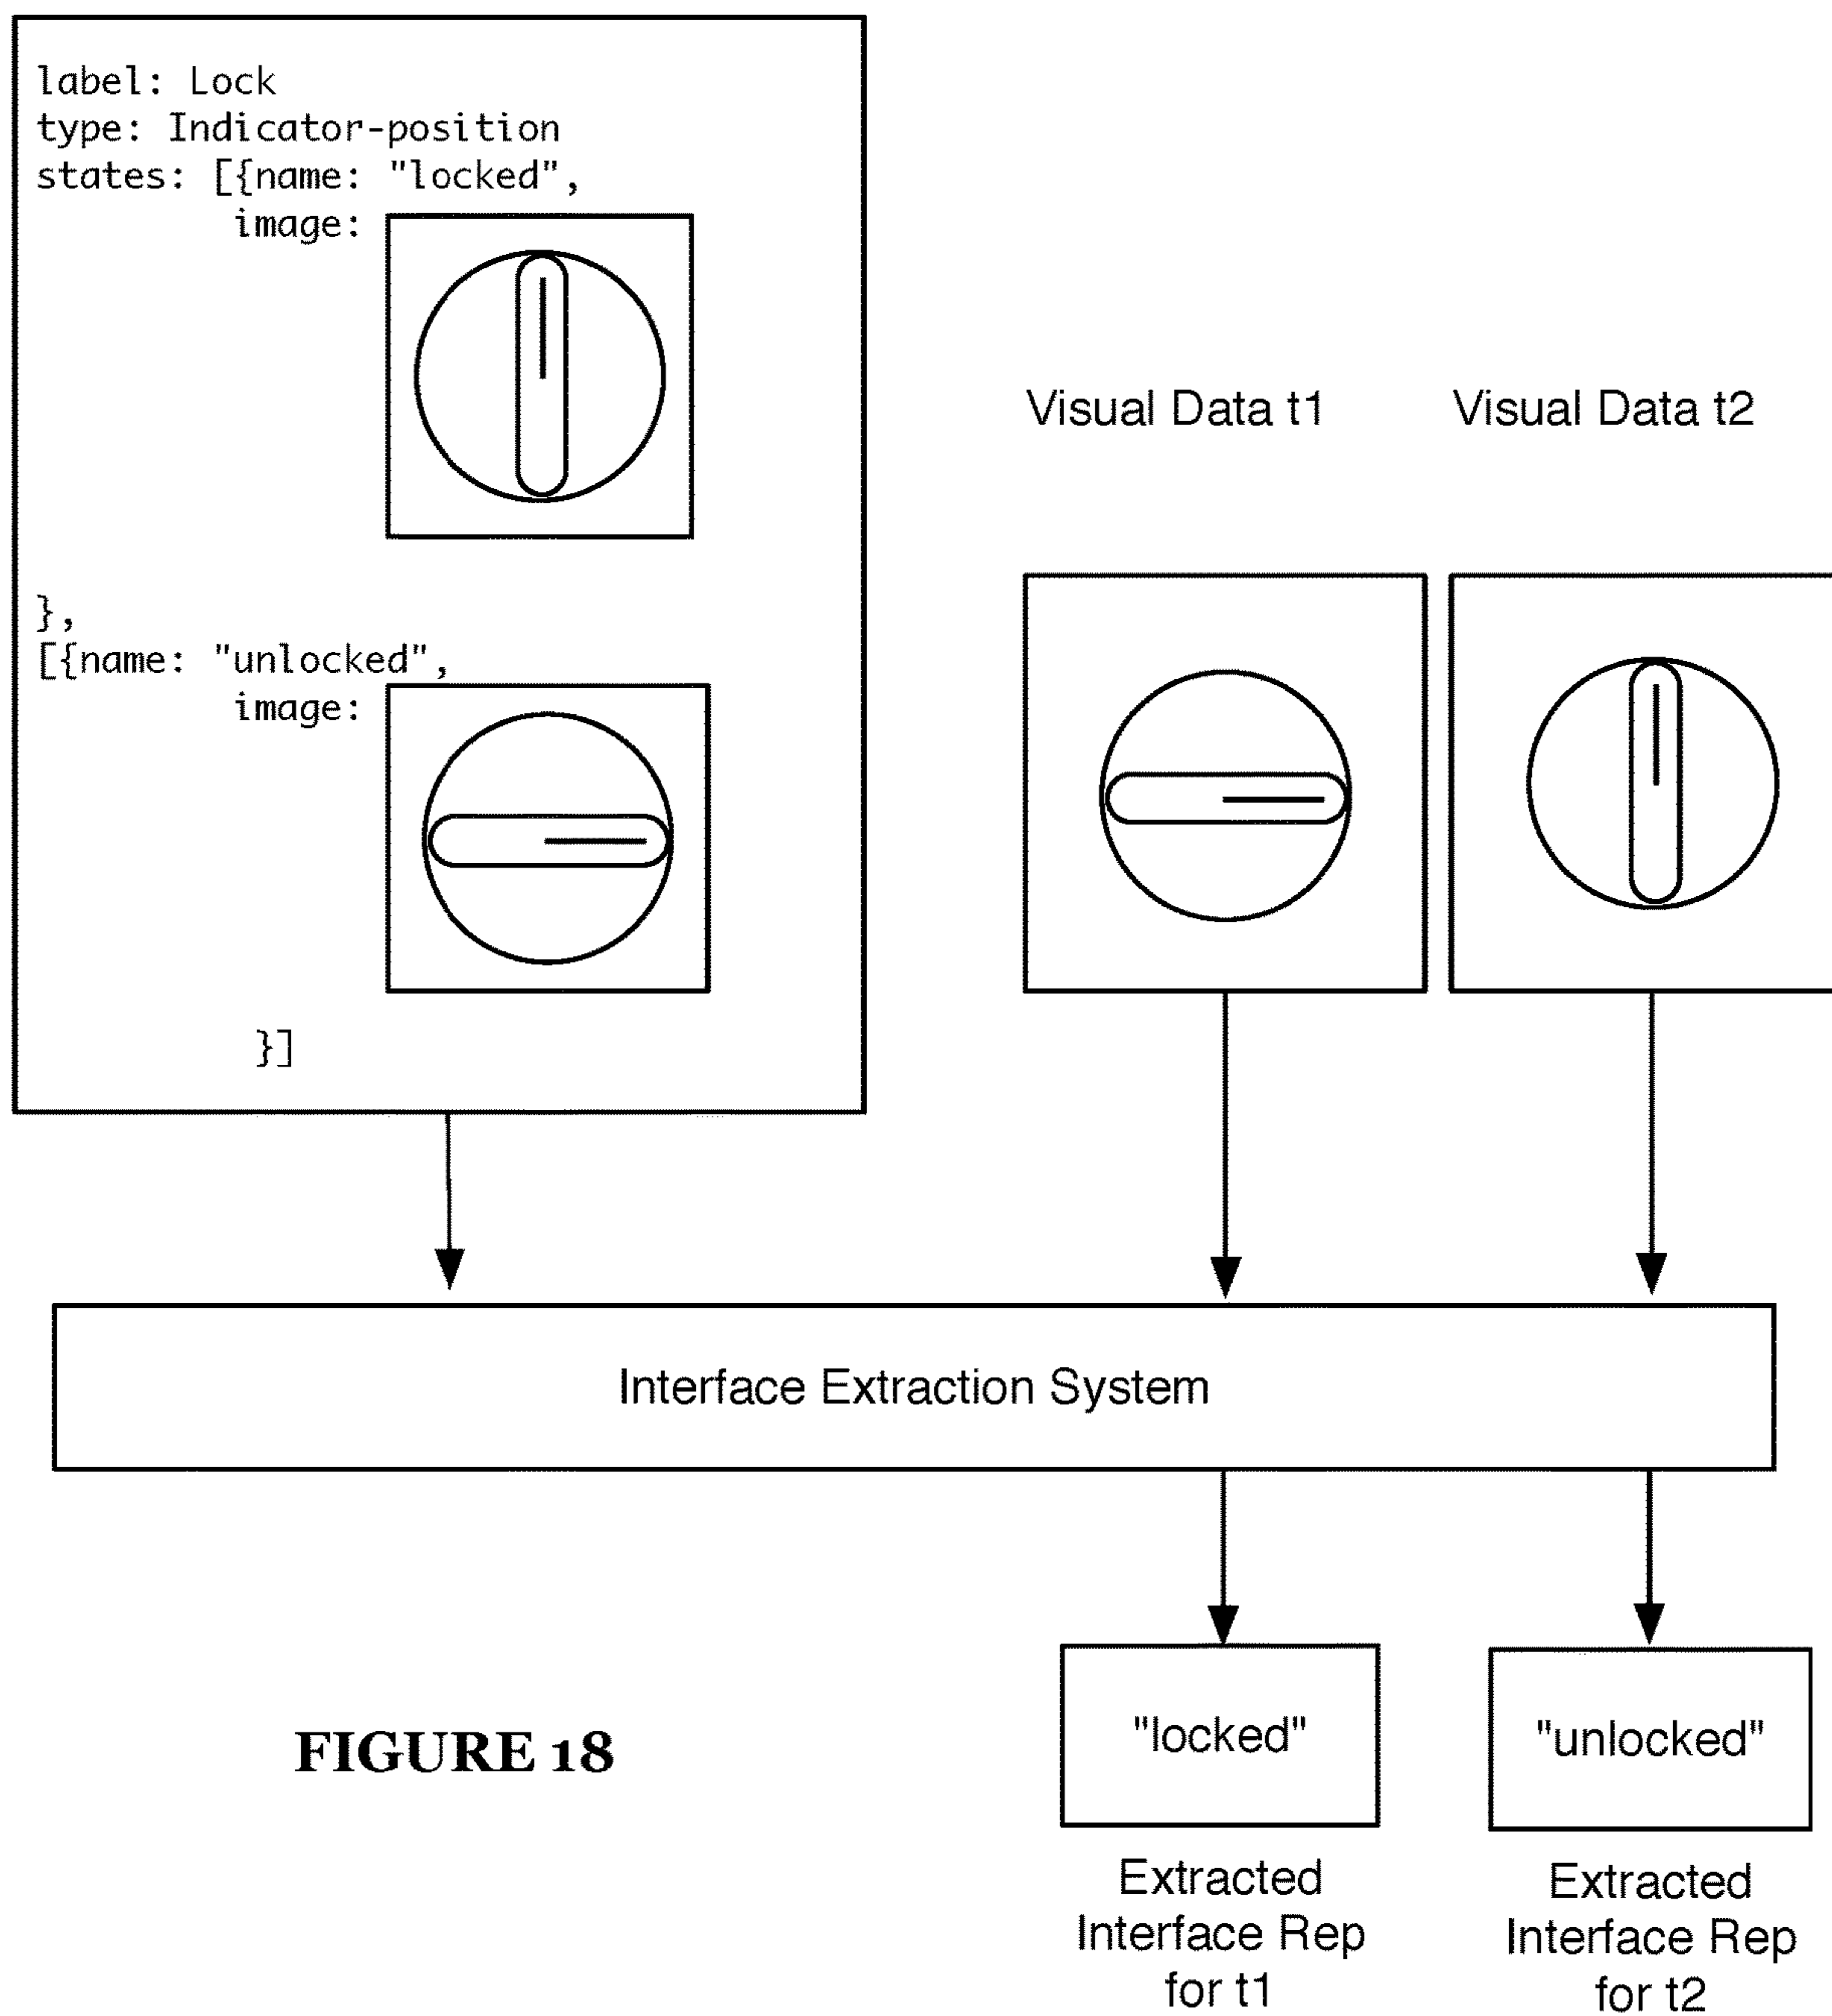 label: Lock
type: Indicator-position
states: [{name: "locked",
image:
},
[{name: "unlocked",
image:
}]
Visual Data t1
Visual Data t2
Interface Extraction System
"locked"
"unlocked"
Extracted
Interface Rep
for t1
Extracted
Interface Rep
for t2
FIGURE 18